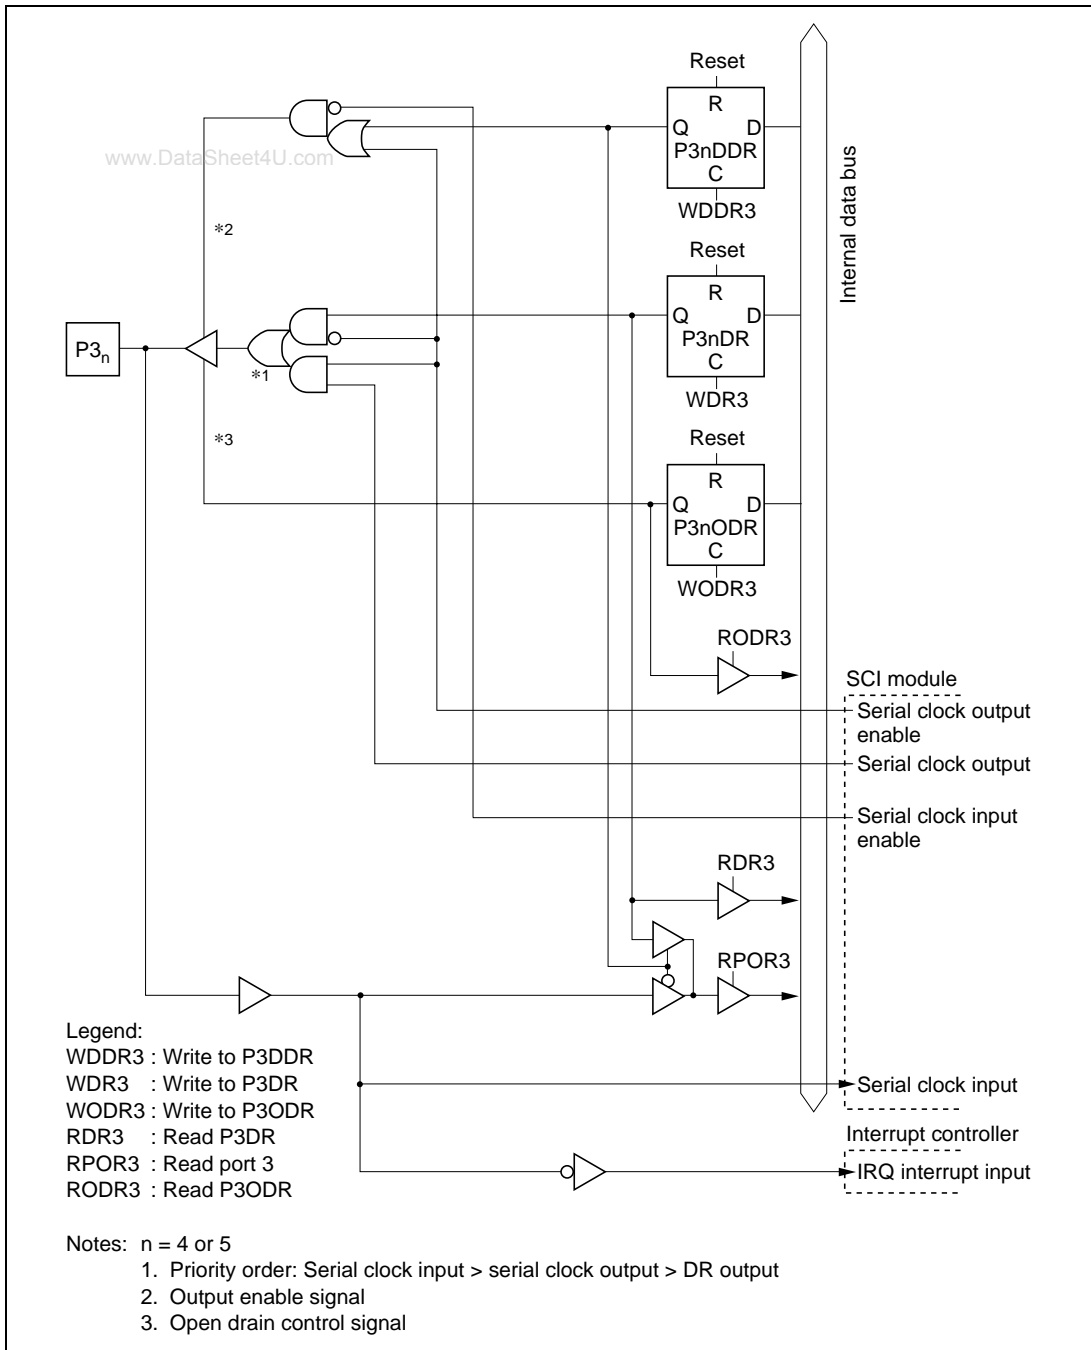 Reset
R
Q D
P3nDDR
C
WDDR3
www.DataSheet4U.com
Internal data bus
*2
Reset
R
Q D
P3nDR
C
WDR3
P3n
*1
*3
Reset
R
Q D
P3nODR
C
WODR3
RODR3
SCI module
Serial clock output
enable
Serial clock output
Serial clock input
enable
RDR3
RPOR3
Serial clock input
Interrupt controller
IRQ interrupt input
Legend:
WDDR3 : Write to P3DDR
WDR3 : Write to P3DR
WODR3 : Write to P3ODR
RDR3 : Read P3DR
RPOR3 : Read port 3
RODR3 : Read P3ODR
Notes: n = 4 or 5
1. Priority order: Serial clock input > serial clock output > DR output
2. Output enable signal
3. Open drain control signal